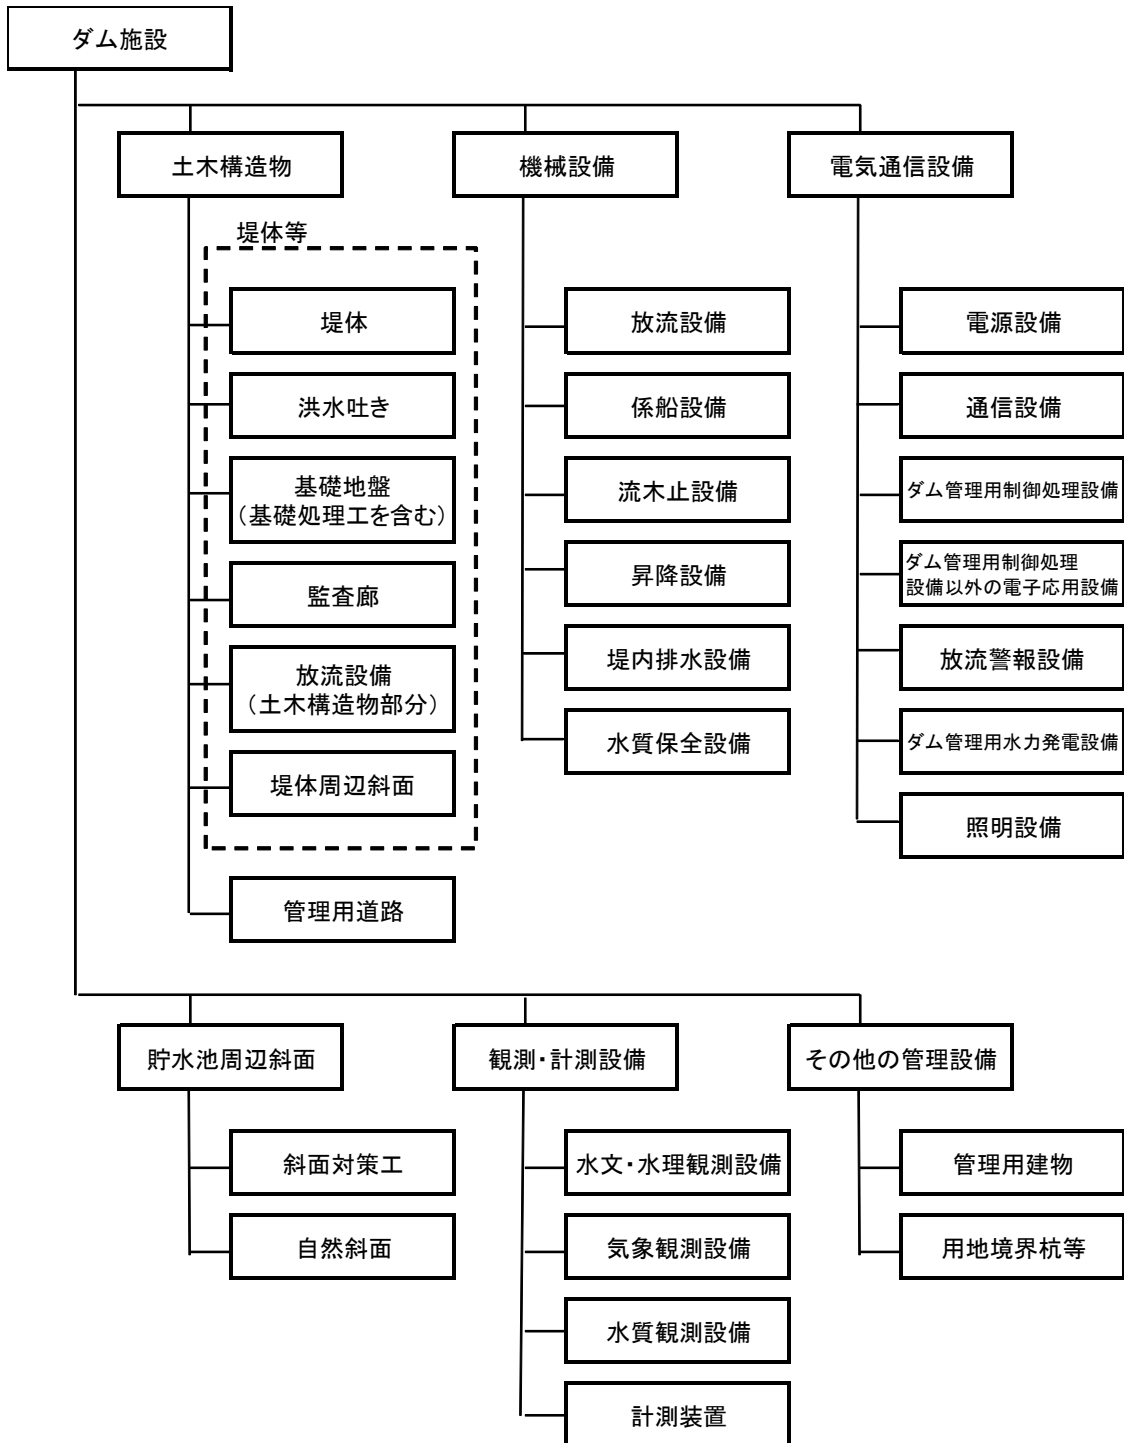 ダム施設
土木構造物
堤体等
堤体
洪水吐き
基礎地盤
（基礎処理工を含む）
監査廊
放流設備
（土木構造物部分）
堤体周辺斜面
管理用道路
機械設備
放流設備
係船設備
流木止設備
昇降設備
堤内排水設備
水質保全設備
電気通信設備
電源設備
通信設備
ダム管理用制御処理設備
ダム管理用制御処理
設備以外の電子応用設備
放流警報設備
ダム管理用水力発電設備
照明設備
貯水池周辺斜面
斜面対策工
自然斜面
観測・計測設備
水文・水理観測設備
気象観測設備
水質観測設備
計測装置
その他の管理設備
管理用建物
用地境界杭等